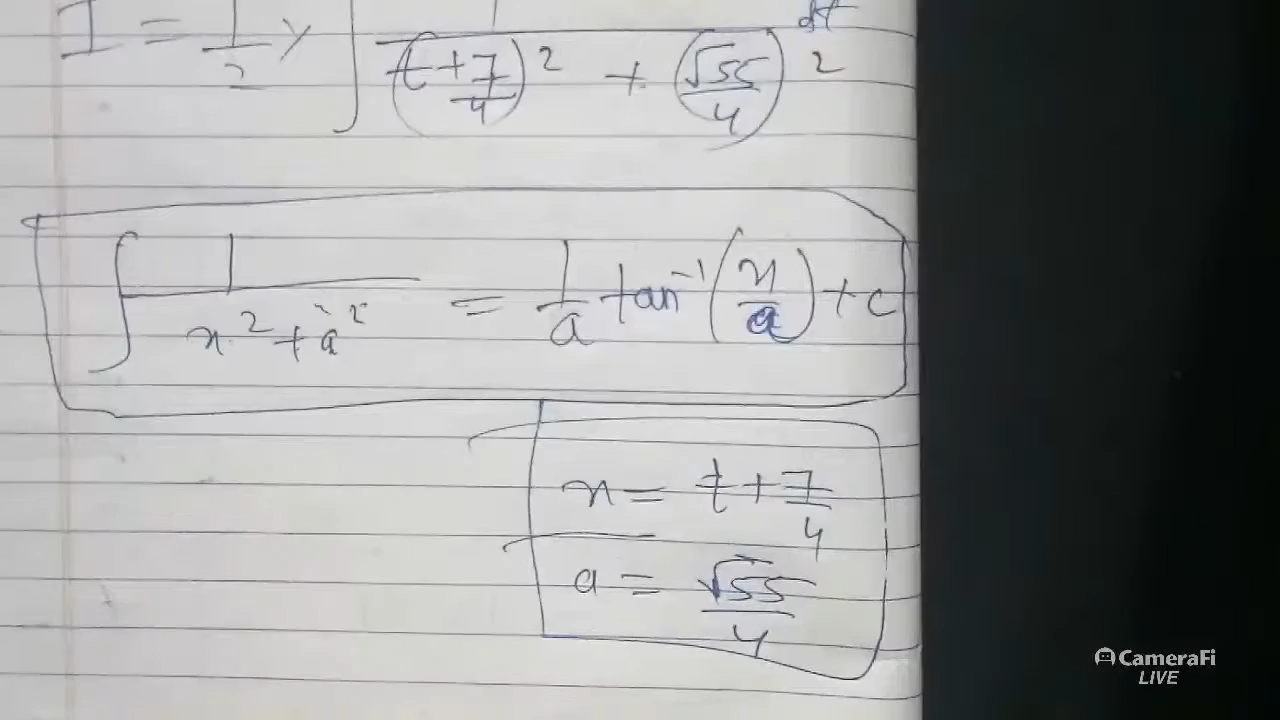 I = 1/2 × ∫ 1/((t + 7/4)² + (√55/4)²) dt
∫ 1/(x² + a²) = 1/a tan⁻¹(x/a) + c
x = t + 7/4
a = √55/4
CameraFi
LIVE